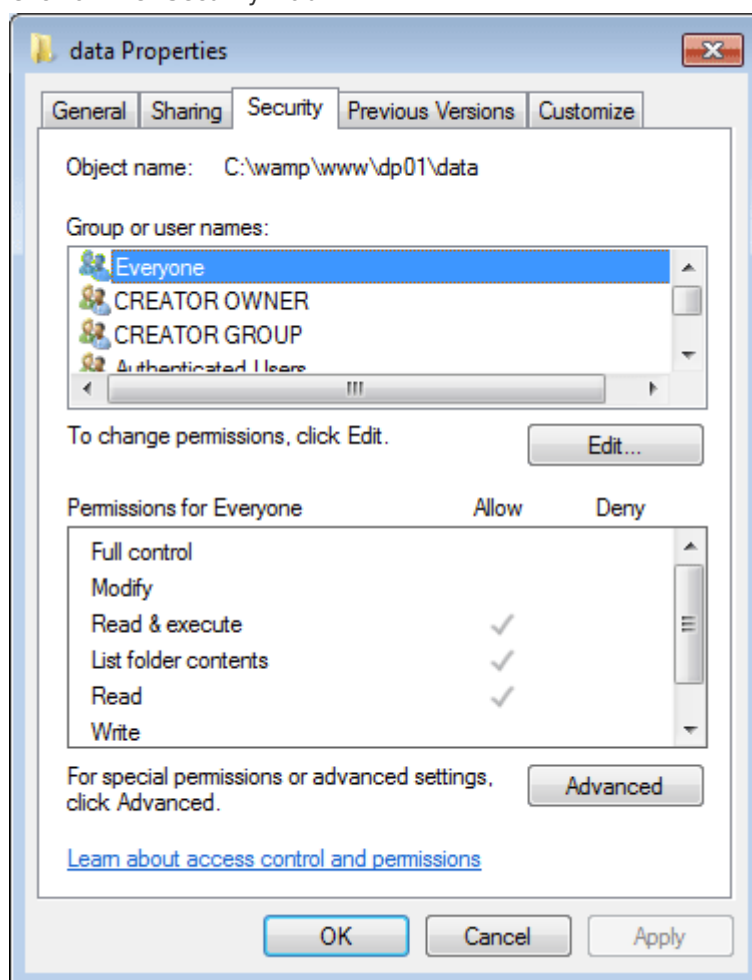 data Properties
General Sharing Security Previous Versions Customize
Object name: C:\wamp\www\dp01\data
Group or user names:
Everyone
CREATOR OWNER
CREATOR GROUP
Authenticated Users
To change permissions, click Edit.
Edit...
Permissions for Everyone Allow Deny
Full control
Modify
Read & execute
List folder contents
Read
Write
For special permissions or advanced settings,
click Advanced.
Advanced
Learn about access control and permissions
OK Cancel Apply